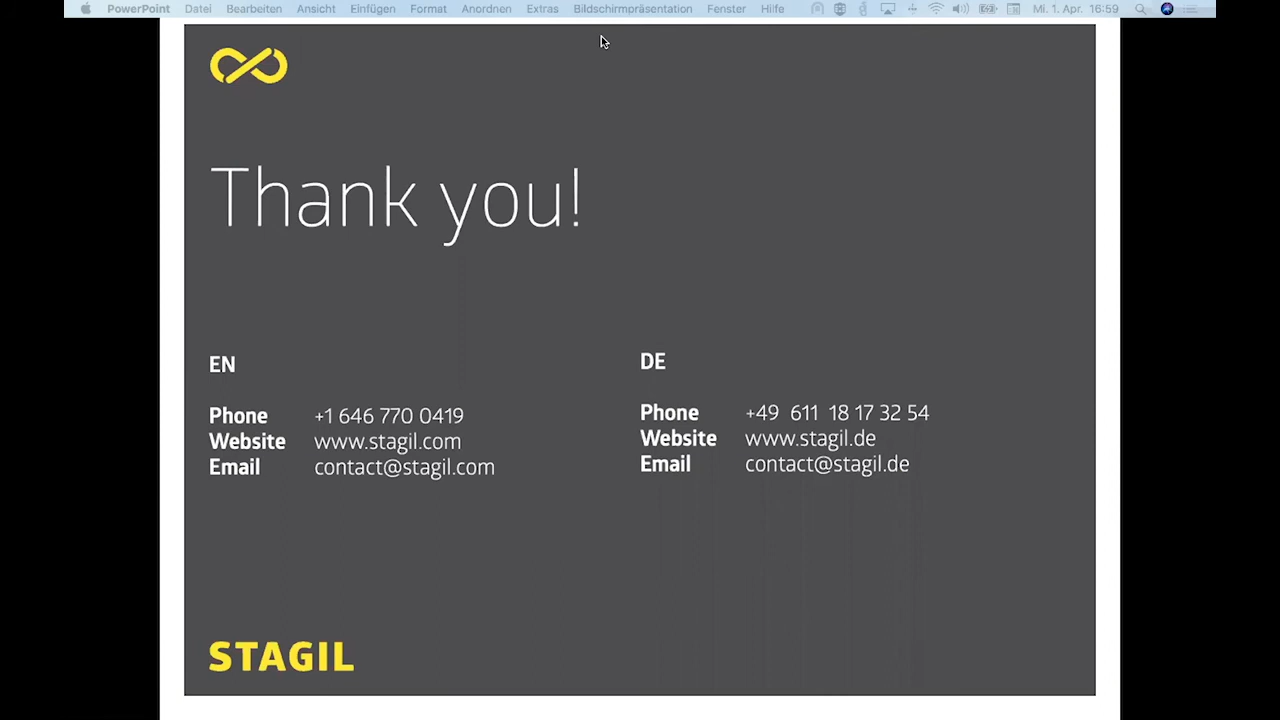 PowerPoint Datei Bearbeiten Ansicht Einfügen Format Anordnen Extras Bildschirmpräsentation Fenster Hilfe Mi. 1. Apr. 16:59
Thank you!
EN
Phone +1 646 770 0419
Website www.stagil.com
Email contact@stagil.com
DE
Phone +49 611 18 17 32 54
Website www.stagil.de
Email contact@stagil.de
STAGIL